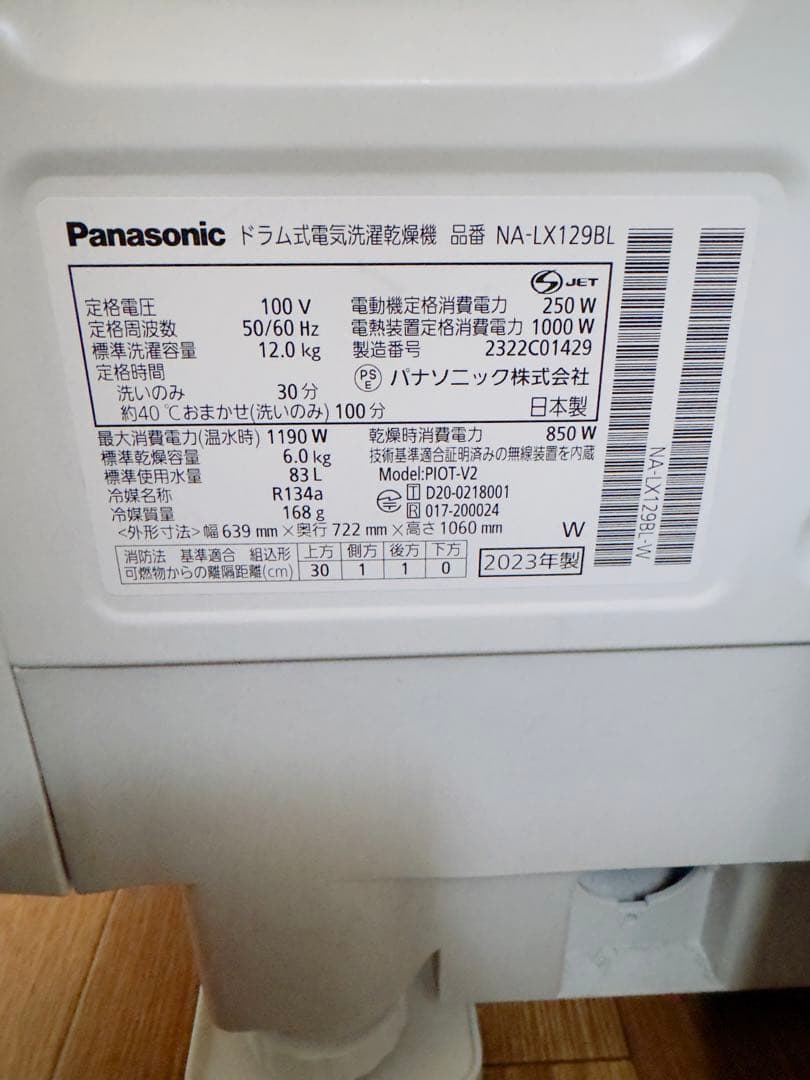 Panasonic ドラム式電気洗濯乾燥機 品番 NA-LX129BL
S JET
定格電圧 100 V 電動機定格消費電力 250 W
定格周波数 50/60 Hz 電熱装置定格消費電力 1000 W
標準洗濯容量 12.0 kg 製造番号 2322C01429
定格時間
洗いのみ 30 分
PSE パナソニック株式会社
約40 ℃おまかせ(洗いのみ) 100 分 日本製
最大消費電力(温水時) 1190 W 乾燥時消費電力 850 W
標準乾燥容量 6.0 kg 技術基準適合証明済みの無線装置を内蔵
標準使用水量 83 L Model:PIOT-V2
冷媒名称 R134a T D20-0218001
冷媒質量 168 g R 017-200024
<外形寸法>幅 639 mm×奥行 722 mm×高さ 1060 mm W
消防法 基準適合 組込形 上方 側方 後方 下方
可燃物からの離隔距離(cm) 30 1 1 0
2023年製
NA-LX129BL-W